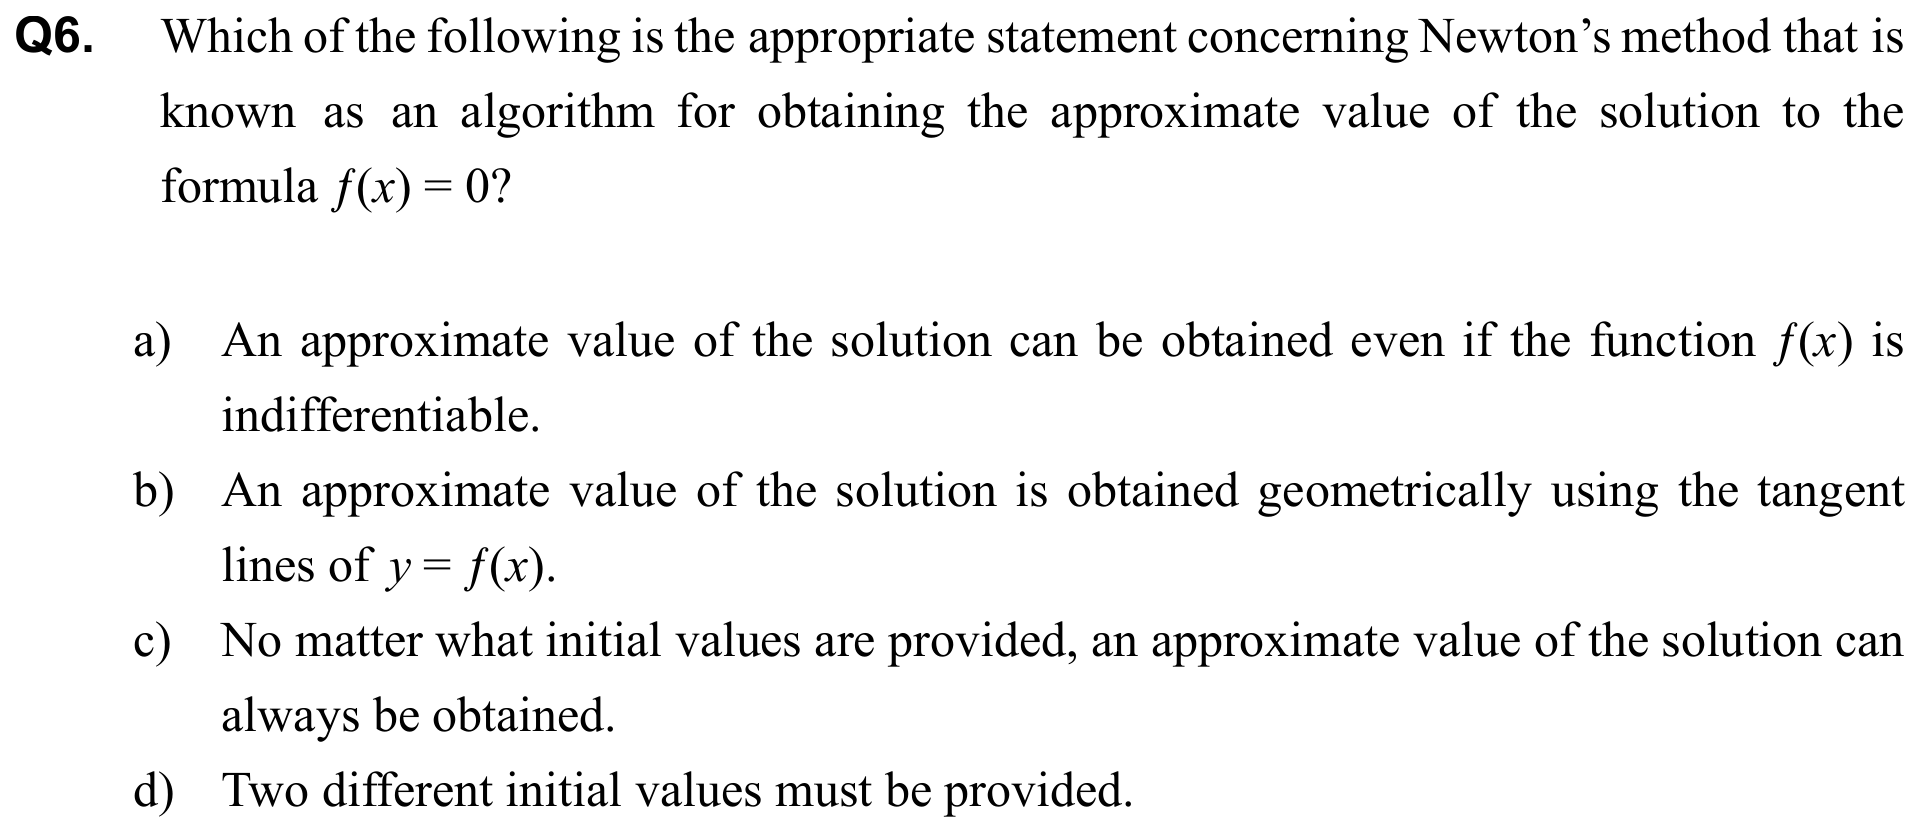 Q6. Which of the following is the appropriate statement concerning Newton’s method that is
known as an algorithm for obtaining the approximate value of the solution to the
formula f(x) = 0?
a) An approximate value of the solution can be obtained even if the function f(x) is
indifferentiable.
b) An approximate value of the solution is obtained geometrically using the tangent
lines of y = f(x).
c) No matter what initial values are provided, an approximate value of the solution can
always be obtained.
d) Two different initial values must be provided.